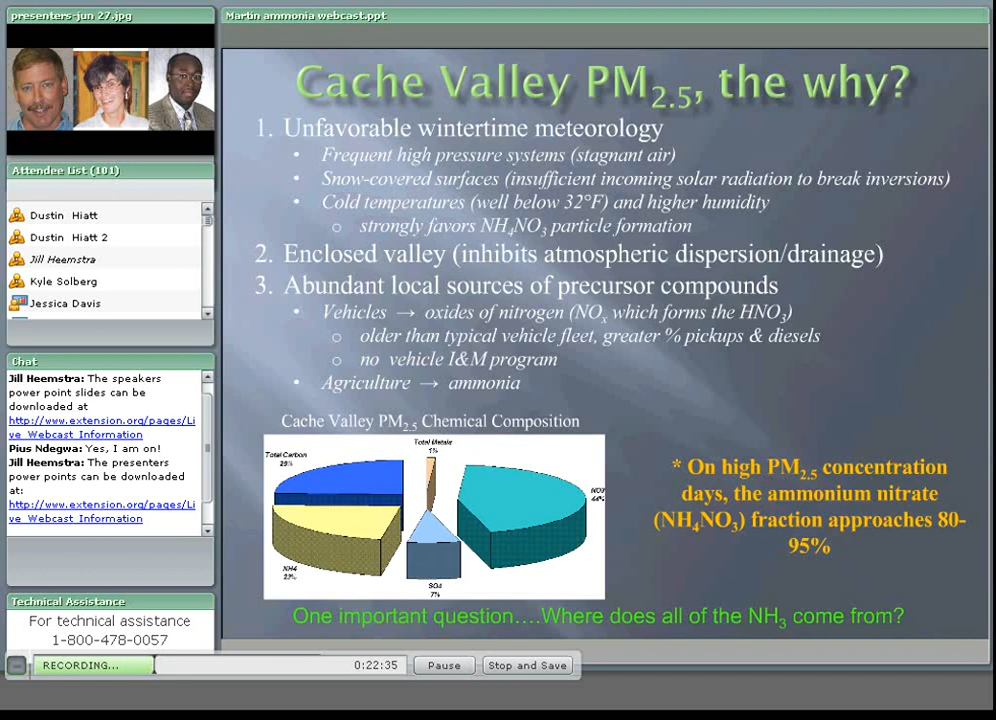 presenters-jun 27.jpg
Martin ammonia webcast.ppt
Attendee List (101)
Dustin Hiatt
Dustin Hiatt 2
Jill Heemstra
Kyle Solberg
Jessica Davis
Chat
Jill Heemstra: The speakers
power point slides can be
downloaded at
http://www.extension.org/pages/Li
ve_Webcast_Information
Pius Ndegwa: Yes, I am on!
Jill Heemstra: The presenters
power points can be downloaded
at:
http://www.extension.org/pages/Li
ve_Webcast_Information
Technical Assistance
For technical assistance
1-800-478-0057
Cache Valley PM2.5, the why?
1. Unfavorable wintertime meteorology
• Frequent high pressure systems (stagnant air)
• Snow-covered surfaces (insufficient incoming solar radiation to break inversions)
• Cold temperatures (well below 32°F) and higher humidity
o strongly favors NH4NO3 particle formation
2. Enclosed valley (inhibits atmospheric dispersion/drainage)
3. Abundant local sources of precursor compounds
• Vehicles → oxides of nitrogen (NOx which forms the HNO3)
o older than typical vehicle fleet, greater % pickups & diesels
o no vehicle I&M program
• Agriculture → ammonia
Cache Valley PM2.5 Chemical Composition
Total Metals
1%
Total Carbon
NO3
44%
NH4
SO4
7%
* On high PM2.5 concentration
days, the ammonium nitrate
(NH4NO3) fraction approaches 80-
95%
One important question....Where does all of the NH3 come from?
RECORDING...
0:22:35
Pause
Stop and Save